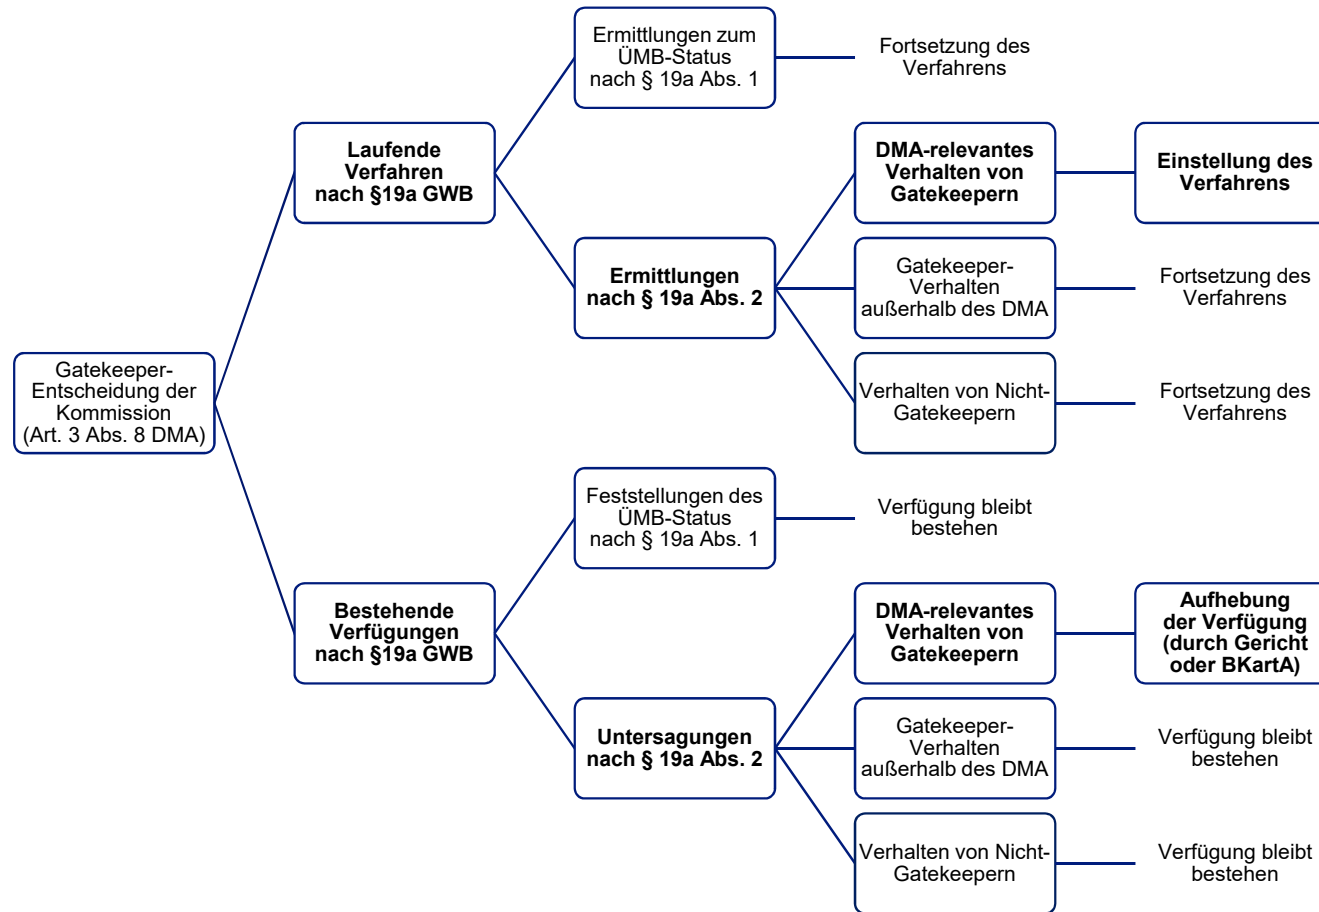 Ermittlungen zum
ÜMB-Status
nach § 19a Abs. 1
Fortsetzung des
Verfahrens
Laufende
Verfahren
nach §19a GWB
DMA-relevantes
Verhalten von
Gatekeepern
Einstellung des
Verfahrens
Ermittlungen
nach § 19a Abs. 2
Gatekeeper-
Verhalten
außerhalb des DMA
Fortsetzung des
Verfahrens
Verhalten von Nicht-
Gatekeepern
Fortsetzung des
Verfahrens
Gatekeeper-
Entscheidung der
Kommission
(Art. 3 Abs. 8 DMA)
Feststellungen des
ÜMB-Status
nach § 19a Abs. 1
Verfügung bleibt
bestehen
Bestehende
Verfügungen
nach §19a GWB
DMA-relevantes
Verhalten von
Gatekeepern
Aufhebung
der Verfügung
(durch Gericht
oder BKartA)
Untersagungen
nach § 19a Abs. 2
Gatekeeper-
Verhalten
außerhalb des DMA
Verfügung bleibt
bestehen
Verhalten von Nicht-
Gatekeepern
Verfügung bleibt
bestehen